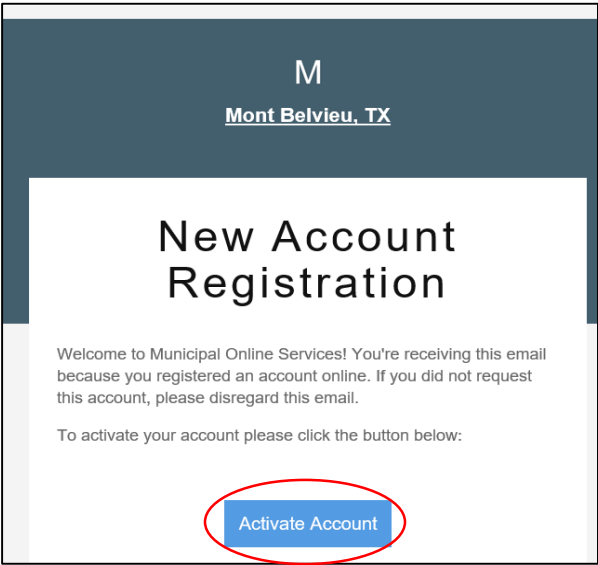 M
Mont Belvieu, TX
New Account
Registration
Welcome to Municipal Online Services! You're receiving this email
because you registered an account online. If you did not request
this account, please disregard this email.
To activate your account please click the button below:
Activate Account